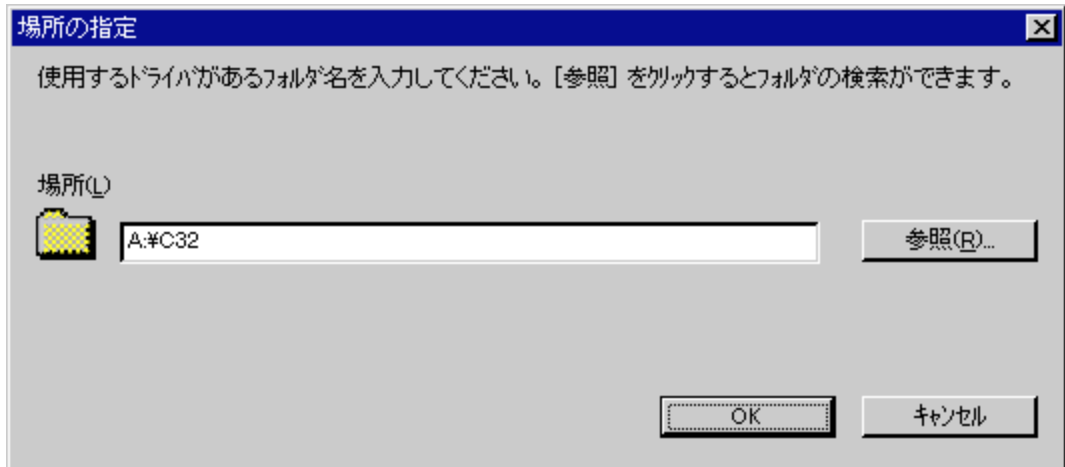 場所の指定
使用するﾄﾞﾗｲﾊﾞがあるﾌｫﾙﾀﾞ名を入力してください。［参照］をｸﾘｯｸするとﾌｫﾙﾀﾞの検索ができます。
場所(L)
A:¥C32
参照(R)...
OK
ｷｬﾝｾﾙ